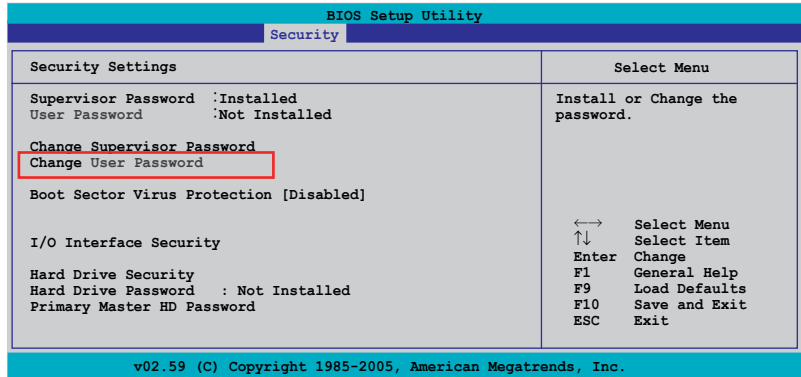 BIOS Setup Utility
Security
Security Settings
Supervisor Password :Installed
User Password :Not Installed
Change Supervisor Password
Change User Password
Boot Sector Virus Protection [Disabled]
I/O Interface Security
Hard Drive Security
Hard Drive Password : Not Installed
Primary Master HD Password
Select Menu
Install or Change the
password.
←→ Select Menu
↑↓ Select Item
Enter Change
F1 General Help
F9 Load Defaults
F10 Save and Exit
ESC Exit
v02.59 (C) Copyright 1985-2005, American Megatrends, Inc.